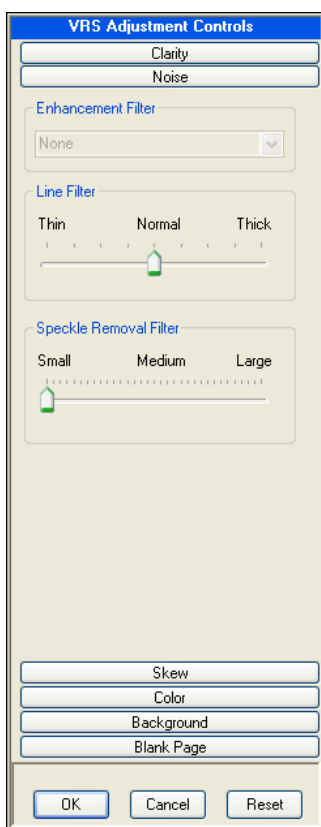 VRS Adjustment Controls
Clarity
Noise
Enhancement Filter
None
Line Filter
Thin Normal Thick
Speckle Removal Filter
Small Medium Large
Skew
Color
Background
Blank Page
OK Cancel Reset